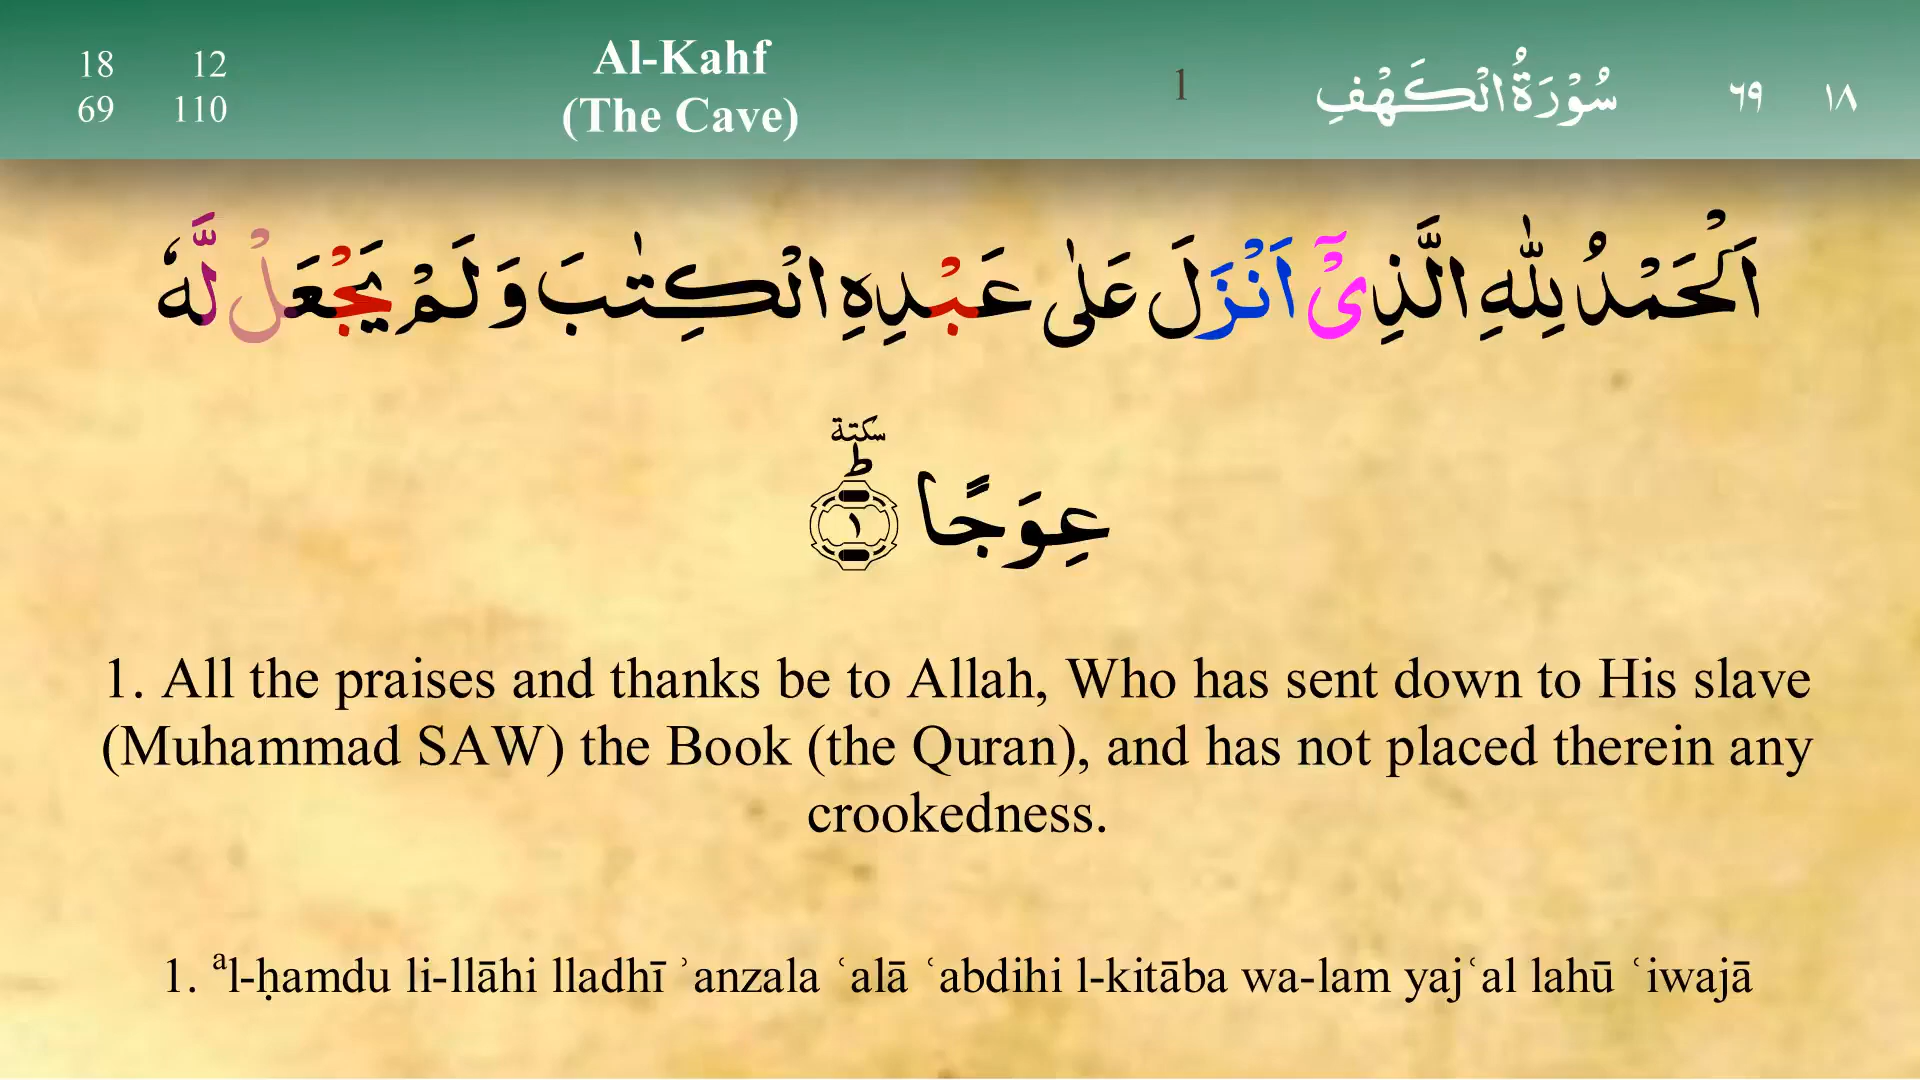 18 12
69 110
Al-Kahf
(The Cave)
1
سُوْرَةُ الْكَهْفِ
٦٩ ١٨
اَلْحَمْدُ لِلّٰهِ الَّذِیْۤ اَنْزَلَ عَلٰی عَبْدِهِ الْكِتٰبَ وَلَمْ یَجْعَلْ لَّهٗ
عِوَجًا ؕ سكتة ١
1. All the praises and thanks be to Allah, Who has sent down to His slave
(Muhammad SAW) the Book (the Quran), and has not placed therein any
crookedness.
1. ᵃl-ḥamdu li-llāhi lladhī ʾanzala ʿalā ʿabdihi l-kitāba wa-lam yajʿal lahū ʿiwajā